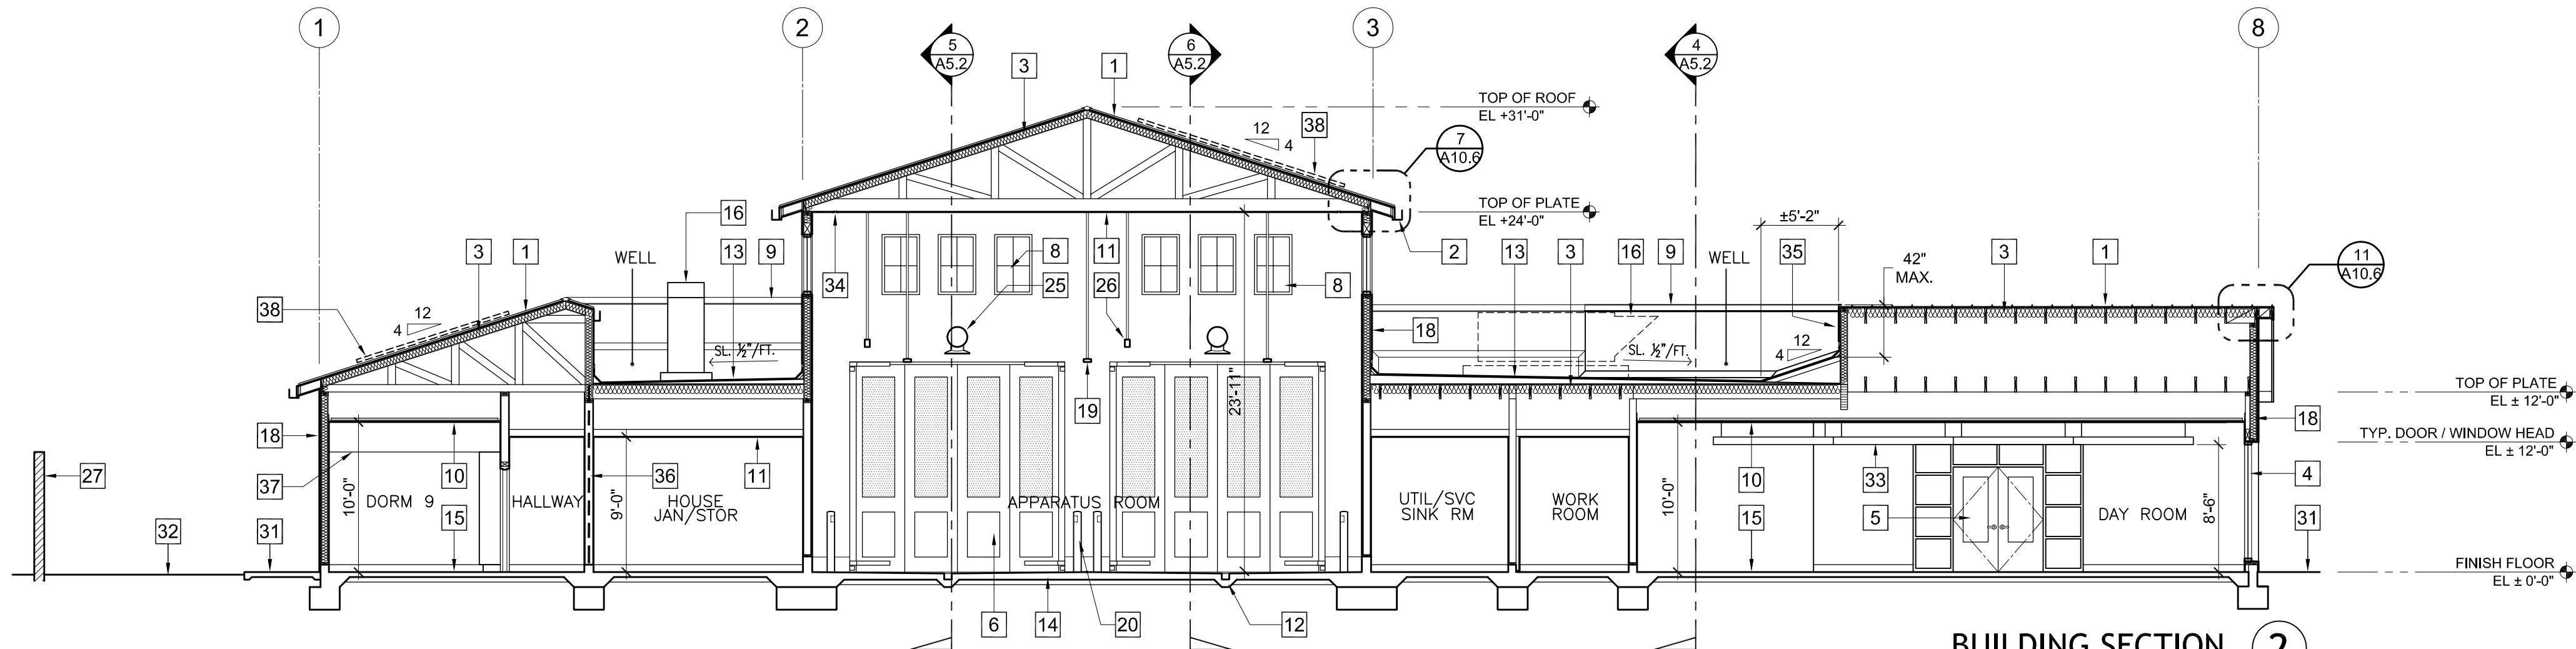 1
2
3
8
5
A5.2
6
A5.2
4
A5.2
3
1
TOP OF ROOF
EL +31'-0"
12
4
38
7
A10.6
TOP OF PLATE
EL +24'-0"
2
16
3
1
WELL
13
9
34
8
25
11
26
8
13
3
16
9
WELL
±5'-2"
35
42"
MAX.
3
1
11
A10.6
38
12
4
SL. ½"/FT.
18
SL. ½"/FT.
12
4
TOP OF PLATE
EL ± 12'-0"
18
TYP. DOOR / WINDOW HEAD
EL ± 12'-0"
19
23'-11"
18
27
37
10'-0"
10
DORM 9
15
HALLWAY
36
9'-0"
11
HOUSE
JAN/STOR
APPARATUS ROOM
UTIL/SVC
SINK RM
WORK
ROOM
10'-0"
10
15
33
5
DAY ROOM
8'-6"
4
31
32
31
FINISH FLOOR
EL ± 0'-0"
6
14
20
12
BUILDING SECTION
2